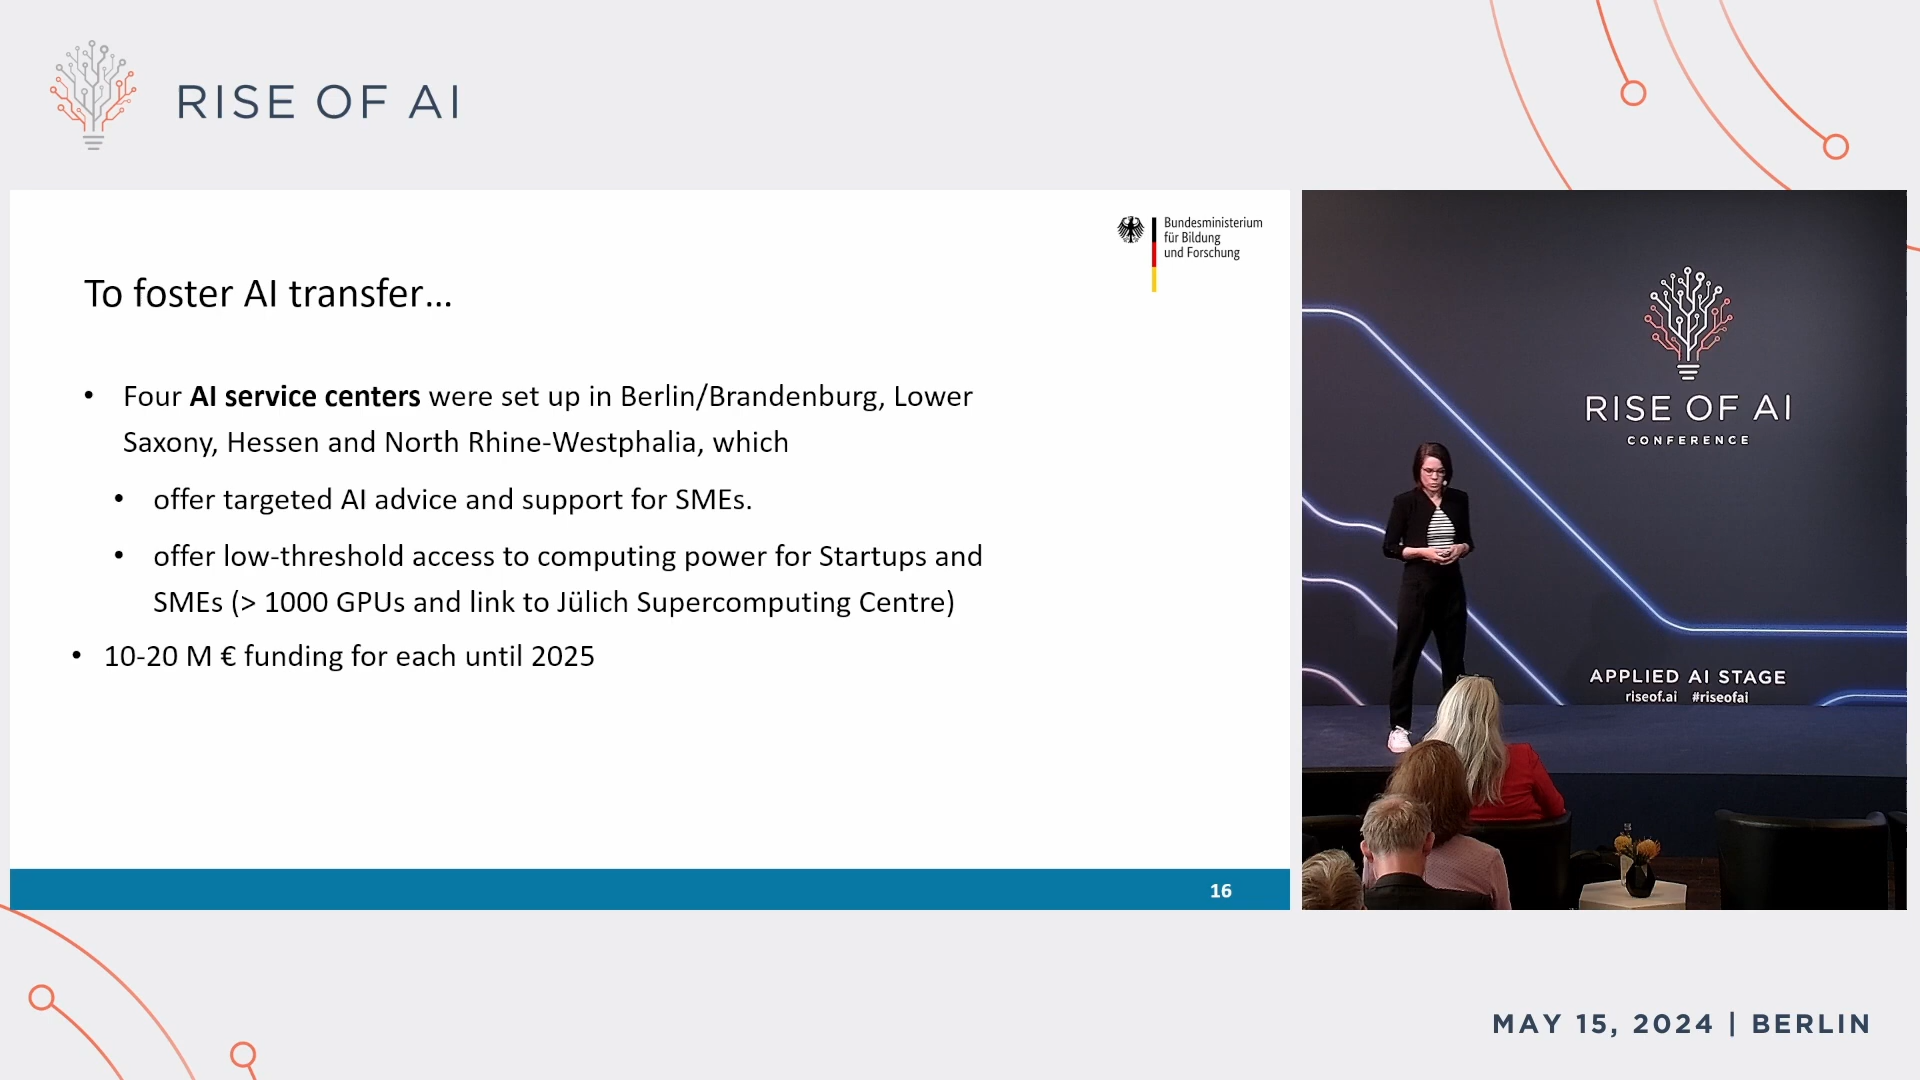 RISE OF AI
Bundesministerium
für Bildung
und Forschung
To foster AI transfer...
• Four AI service centers were set up in Berlin/Brandenburg, Lower
Saxony, Hessen and North Rhine-Westphalia, which
• offer targeted AI advice and support for SMEs.
• offer low-threshold access to computing power for Startups and
SMEs (> 1000 GPUs and link to Jülich Supercomputing Centre)
• 10-20 M € funding for each until 2025
16
RISE OF AI
CONFERENCE
APPLIED AI STAGE
riseof.ai #riseofai
MAY 15, 2024 | BERLIN